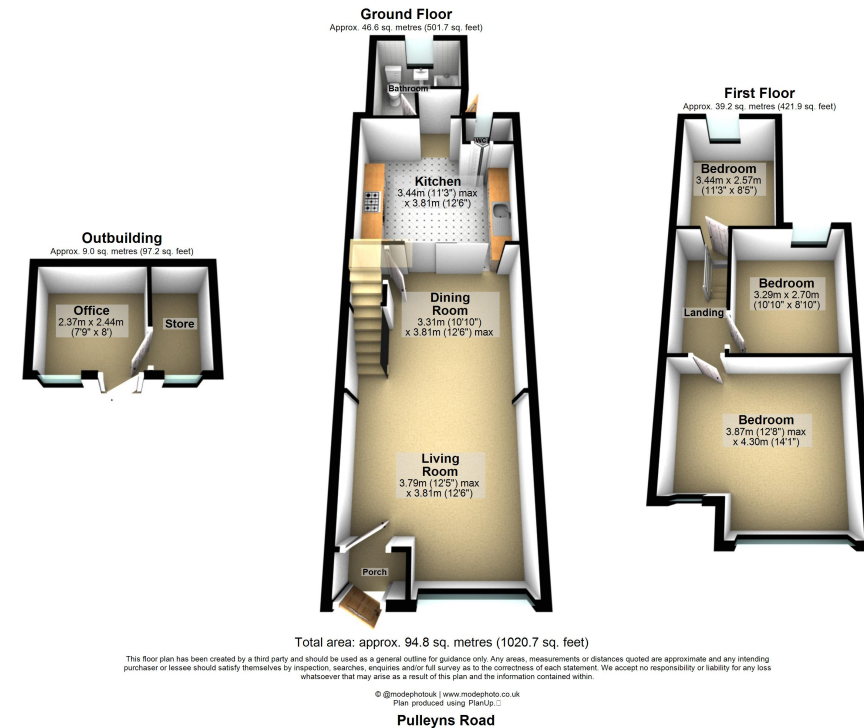 Ground Floor
Approx. 46.6 sq. metres (501.7 sq. feet)
Bathroom
WC
Kitchen
3.44m (11'3") max
x 3.81m (12'6")
Dining
Room
3.31m (10'10")
x 3.81m (12'6") max
Living
Room
3.79m (12'5") max
x 3.81m (12'6")
Porch
First Floor
Approx. 39.2 sq. metres (421.9 sq. feet)
Bedroom
3.44m x 2.57m
(11'3" x 8'5")
Bedroom
3.29m x 2.70m
(10'10" x 8'10")
Landing
Bedroom
3.87m (12'8") max
x 4.30m (14'1")
Outbuilding
Approx. 9.0 sq. metres (97.2 sq. feet)
Office
2.37m x 2.44m
(7'9" x 8')
Store
Total area: approx. 94.8 sq. metres (1020.7 sq. feet)
This floor plan has been created by a third party and should be used as a general outline for guidance only. Any areas, measurements or distances quoted are approximate and any intending
purchaser or lessee should satisfy themselves by inspection, searches, enquiries and/or full survey as to the correctness of each statement. We accept no responsibility or liability for any loss
whatsoever that may arise as a result of this plan and the information contained within.
© @modephotouk | www.modephoto.co.uk
Plan produced using PlanUp.
Pulleyns Road